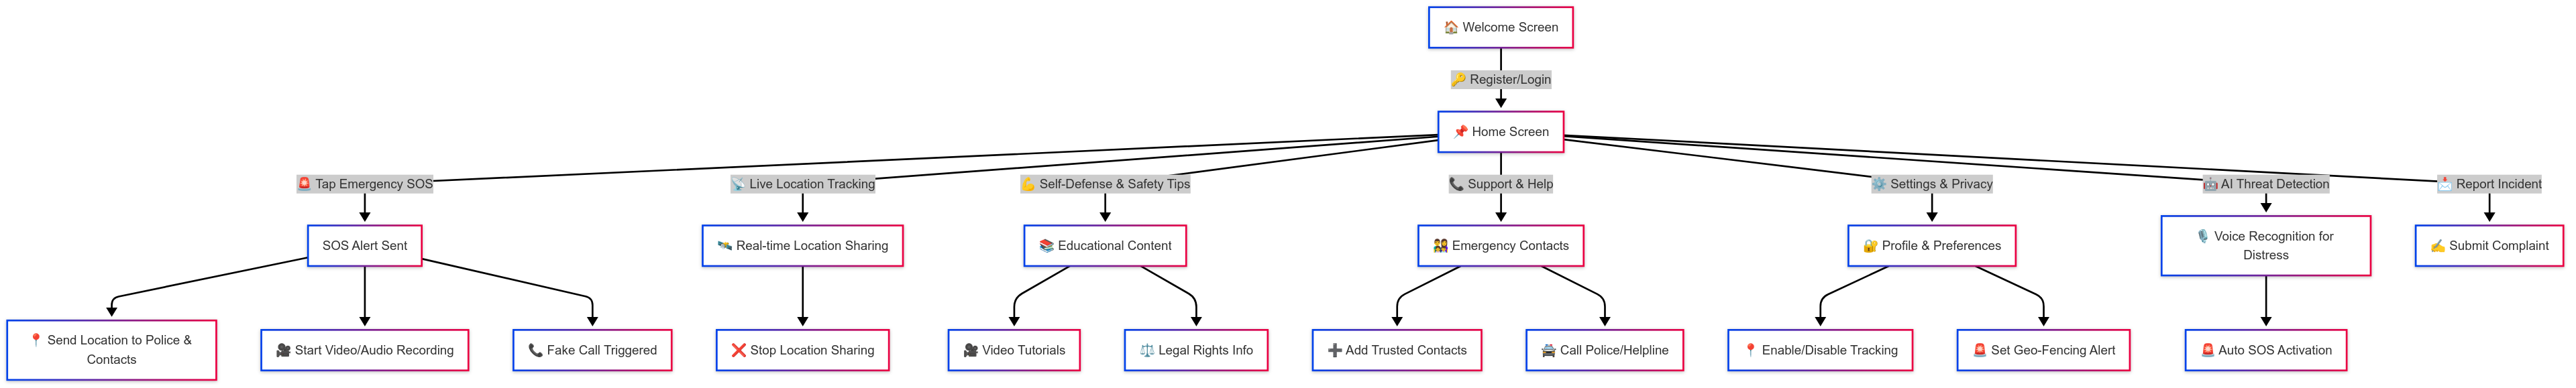 🏠 Welcome Screen
🔑 Register/Login
📌 Home Screen
🚨 Tap Emergency SOS
📡 Live Location Tracking
💪 Self-Defense & Safety Tips
📞 Support & Help
⚙️ Settings & Privacy
🤖 AI Threat Detection
📩 Report Incident
SOS Alert Sent
🛰️ Real-time Location Sharing
📚 Educational Content
👩‍👩‍👧‍👦 Emergency Contacts
🔐 Profile & Preferences
🎙️ Voice Recognition for
Distress
✍️ Submit Complaint
📍 Send Location to Police &
Contacts
🎥 Start Video/Audio Recording
📞 Fake Call Triggered
❌ Stop Location Sharing
🎥 Video Tutorials
⚖️ Legal Rights Info
➕ Add Trusted Contacts
🚔 Call Police/Helpline
📍 Enable/Disable Tracking
🚨 Set Geo-Fencing Alert
🚨 Auto SOS Activation